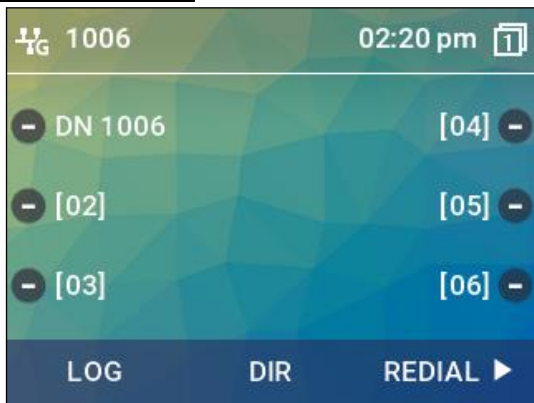 G 1006 02:20 pm 1
DN 1006 [04]
[02] [05]
[03] [06]
LOG DIR REDIAL